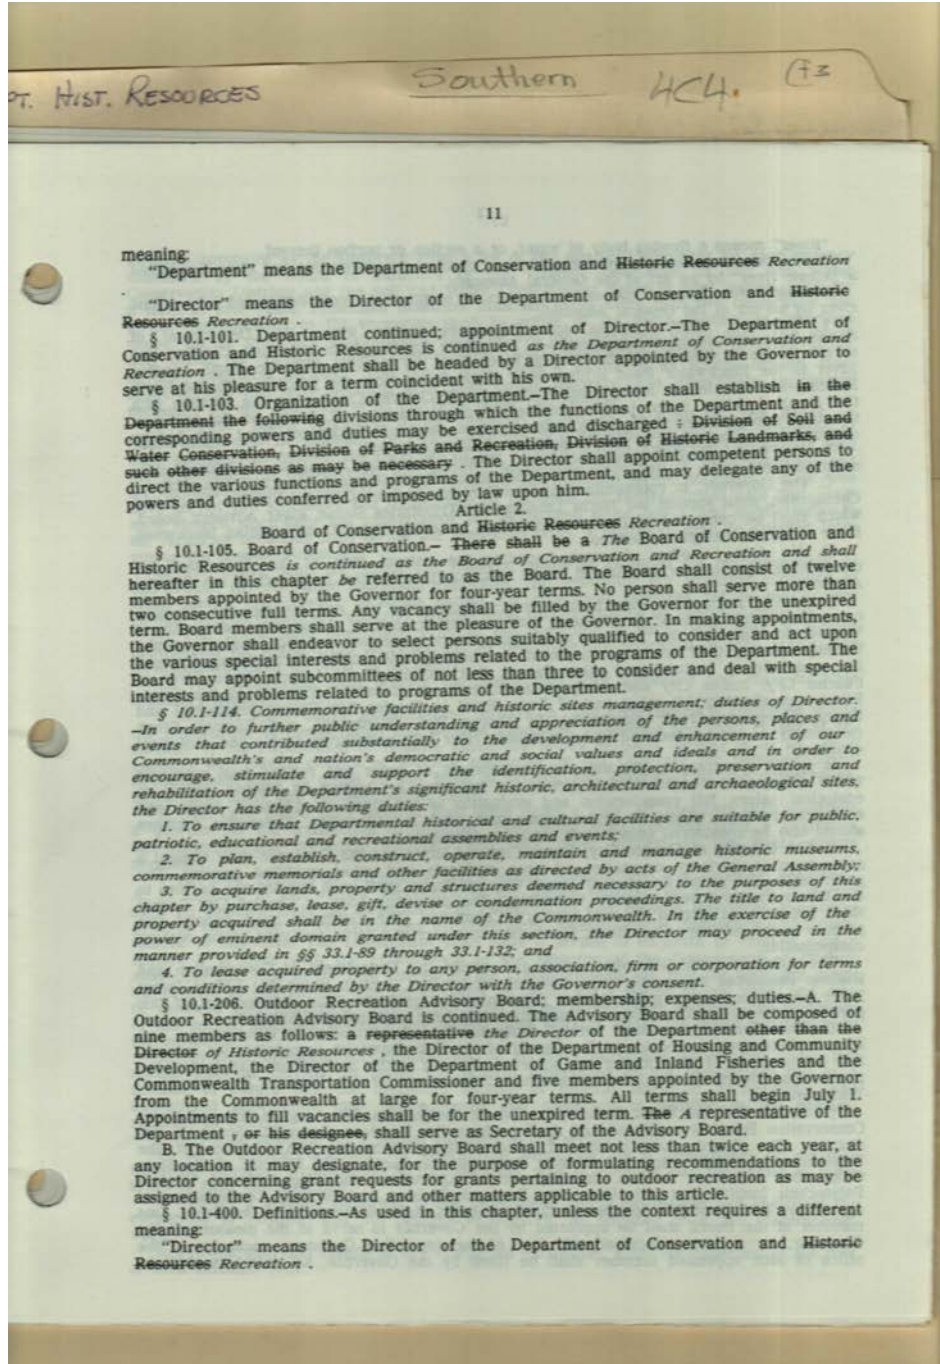 PT. HIST. RESOURCES
Southern
4C4.
11
meaning:
"Department" means the Department of Conservation and Historic Resources Recreation
.
"Director" means the Director of the Department of Conservation and Historic
Resources Recreation .
§ 10.1-101. Department continued; appointment of Director.–The Department of
Conservation and Historic Resources is continued as the Department of Conservation and
Recreation . The Department shall be headed by a Director appointed by the Governor to
serve at his pleasure for a term coincident with his own.
§ 10.1-103. Organization of the Department.–The Director shall establish in the
Department the following divisions through which the functions of the Department and the
corresponding powers and duties may be exercised and discharged : Division of Soil and
Water Conservation, Division of Parks and Recreation, Division of Historic Landmarks, and
such other divisions as may be necessary . The Director shall appoint competent persons to
direct the various functions and programs of the Department, and may delegate any of the
powers and duties conferred or imposed by law upon him.
Article 2.
Board of Conservation and Historic Resources Recreation .
§ 10.1-105. Board of Conservation.– There shall be a The Board of Conservation and
Historic Resources is continued as the Board of Conservation and Recreation and shall
hereafter in this chapter be referred to as the Board. The Board shall consist of twelve
members appointed by the Governor for four-year terms. No person shall serve more than
two consecutive full terms. Any vacancy shall be filled by the Governor for the unexpired
term. Board members shall serve at the pleasure of the Governor. In making appointments,
the Governor shall endeavor to select persons suitably qualified to consider and act upon
the various special interests and problems related to the programs of the Department. The
Board may appoint subcommittees of not less than three to consider and deal with special
interests and problems related to programs of the Department.
§ 10.1-114. Commemorative facilities and historic sites management; duties of Director.
–In order to further public understanding and appreciation of the persons, places and
events that contributed substantially to the development and enhancement of our
Commonwealth's and nation's democratic and social values and ideals and in order to
encourage, stimulate and support the identification, protection, preservation and
rehabilitation of the Department's significant historic, architectural and archaeological sites,
the Director has the following duties:
1. To ensure that Departmental historical and cultural facilities are suitable for public,
patriotic, educational and recreational assemblies and events;
2. To plan, establish, construct, operate, maintain and manage historic museums,
commemorative memorials and other facilities as directed by acts of the General Assembly;
3. To acquire lands, property and structures deemed necessary to the purposes of this
chapter by purchase, lease, gift, devise or condemnation proceedings. The title to land and
property acquired shall be in the name of the Commonwealth. In the exercise of the
power of eminent domain granted under this section, the Director may proceed in the
manner provided in §§ 33.1-89 through 33.1-132; and
4. To lease acquired property to any person, association, firm or corporation for terms
and conditions determined by the Director with the Governor's consent.
§ 10.1-206. Outdoor Recreation Advisory Board; membership; expenses; duties.–A. The
Outdoor Recreation Advisory Board is continued. The Advisory Board shall be composed of
nine members as follows: a representative the Director of the Department other than the
Director of Historic Resources , the Director of the Department of Housing and Community
Development, the Director of the Department of Game and Inland Fisheries and the
Commonwealth Transportation Commissioner and five members appointed by the Governor
from the Commonwealth at large for four-year terms. All terms shall begin July 1.
Appointments to fill vacancies shall be for the unexpired term. The A representative of the
Department , or his designee, shall serve as Secretary of the Advisory Board.
B. The Outdoor Recreation Advisory Board shall meet not less than twice each year, at
any location it may designate, for the purpose of formulating recommendations to the
Director concerning grant requests for grants pertaining to outdoor recreation as may be
assigned to the Advisory Board and other matters applicable to this article.
§ 10.1-400. Definitions.–As used in this chapter, unless the context requires a different
meaning:
"Director" means the Director of the Department of Conservation and Historic
Resources Recreation .